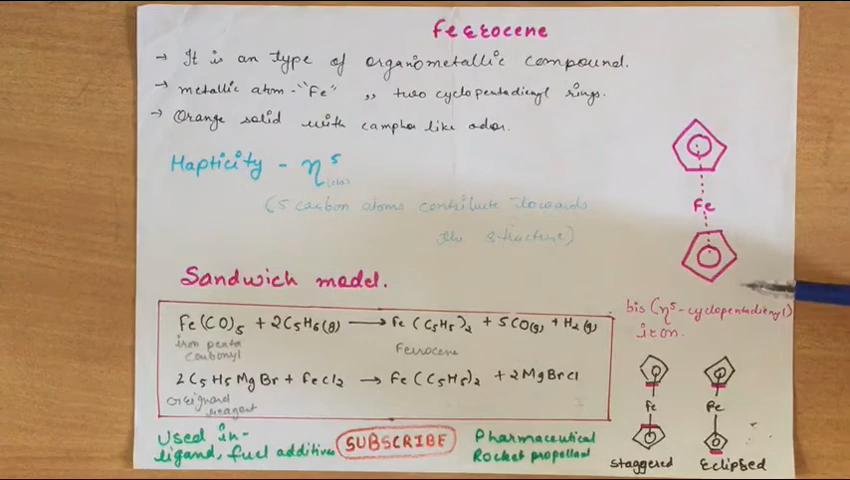 Ferrocene
→ It is an type of organometallic compound.
→ metallic atom - "Fe" ,, two cyclopentadienyl rings.
→ Orange solid with camphor like odor.
Hapticity - η⁵
(eta)
(5 carbon atoms contribute towards
the structure)
Fe
Sandwich model.
bis (η⁵-cyclopentadienyl)
iron.
Fe(CO)₅ + 2C₅H₆(g) → Fe(C₅H₅)₂ + 5CO(g) + H₂(g)
iron penta
carbonyl
Ferrocene
2C₅H₅MgBr + FeCl₂ → Fe(C₅H₅)₂ + 2MgBrCl
Grignard
reagent
Fe
Fe
Staggered
Eclipsed
Used in-
ligand, fuel additives
SUBSCRIBE
Pharmaceutical
Rocket propellant